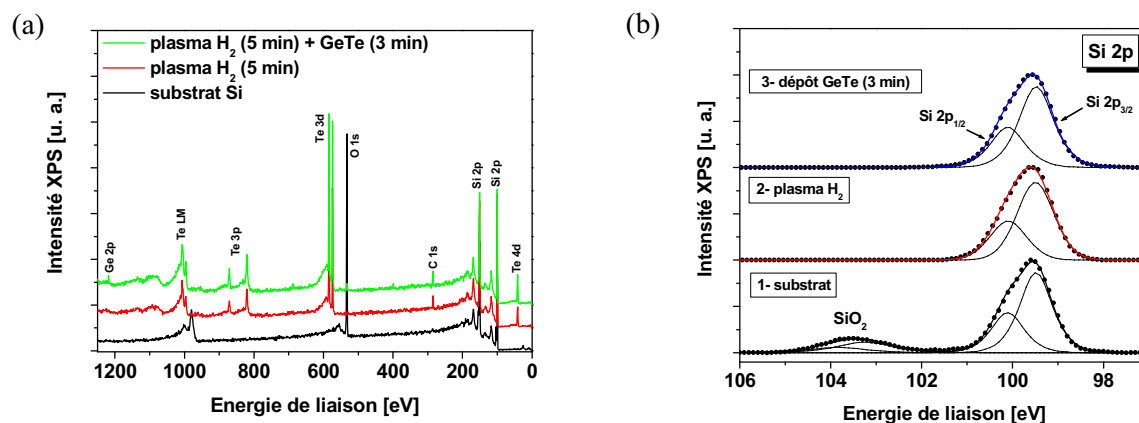 (a)
plasma H2 (5 min) + GeTe (3 min)
plasma H2 (5 min)
substrat Si
Ge 2p
Te LM
Te 3p
Te 3d
O 1s
C 1s
Si 2p
Si 2p
Te 4d
Intensité XPS [u. a.]
1200 1000 800 600 400 200 0
Energie de liaison [eV]
(b)
Si 2p
3- dépôt GeTe (3 min)
Si 2p1/2
Si 2p3/2
2- plasma H2
1- substrat
SiO2
Intensité XPS [u. a.]
106 104 102 100 98
Energie de liaison [eV]